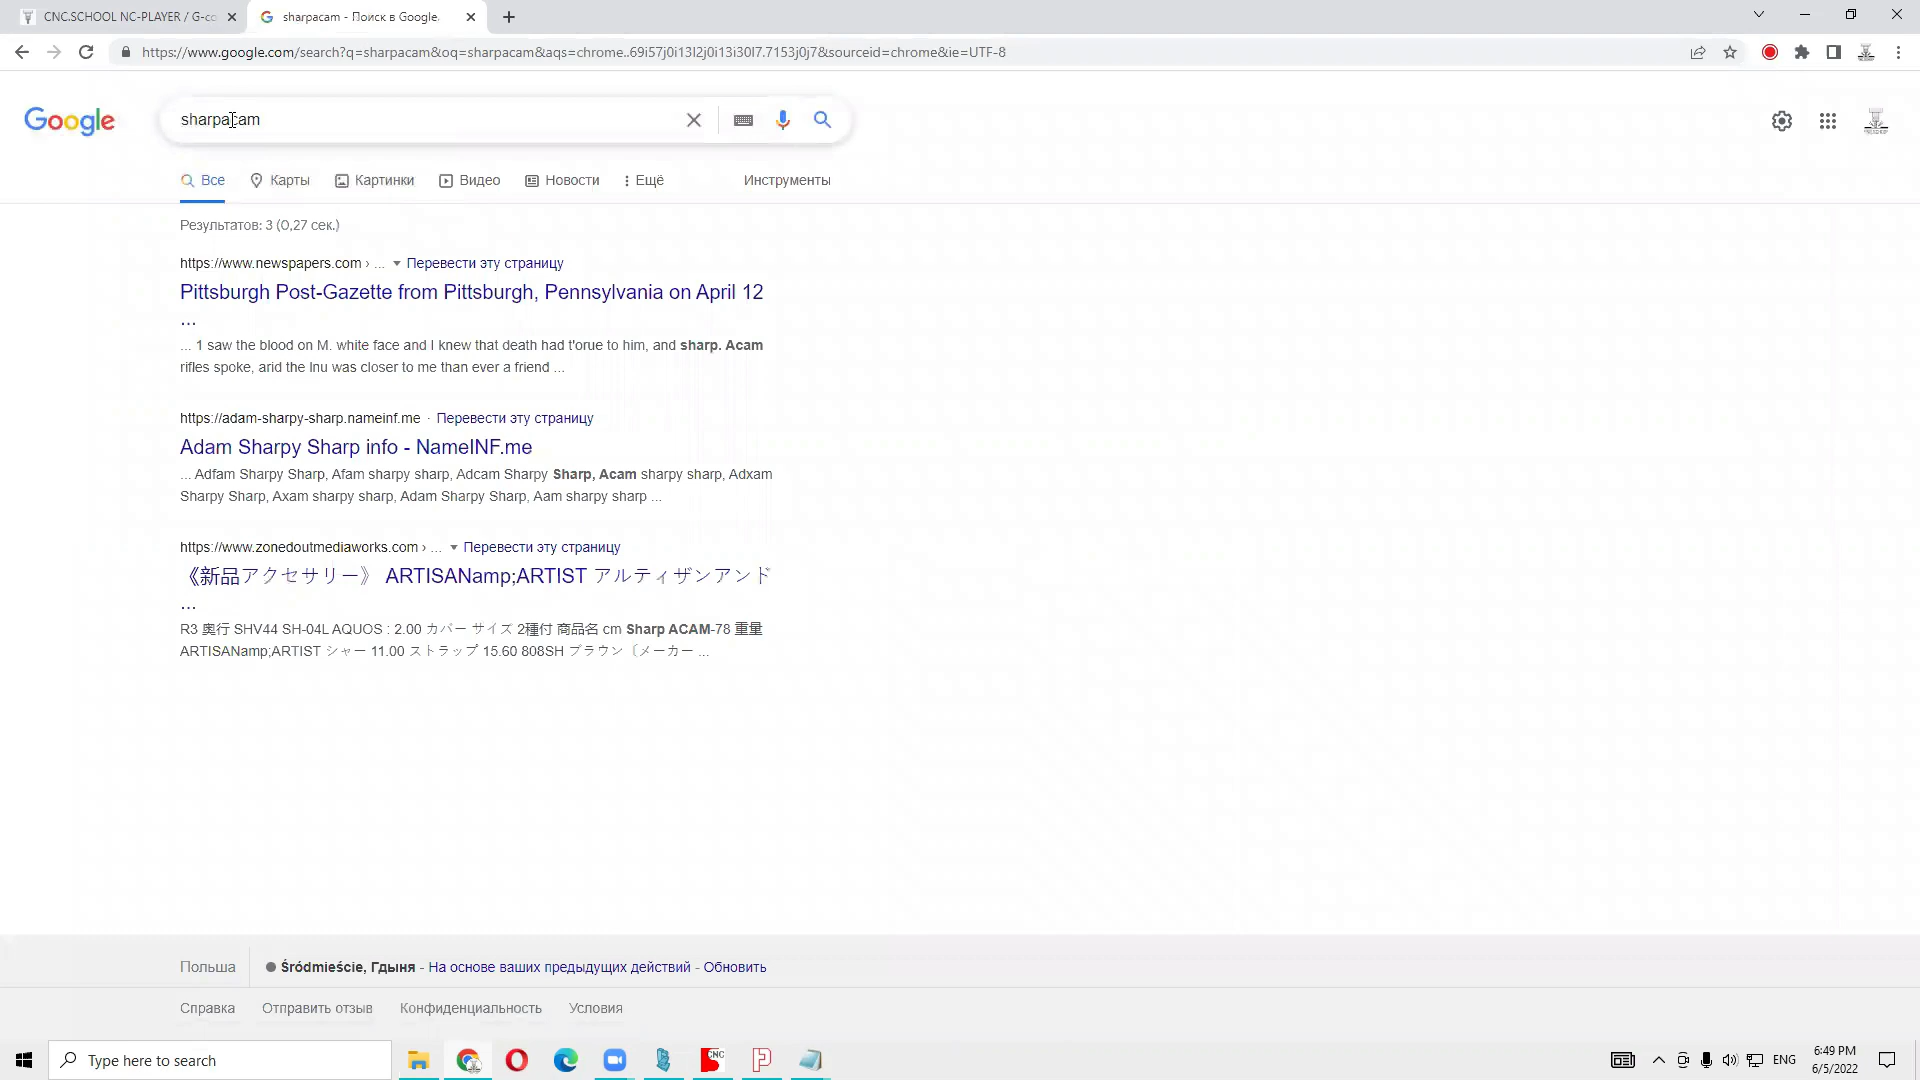 CNC.SCHOOL NC-PLAYER / G-co
sharpacam - Поиск в Google
https://www.google.com/search?q=sharpacam&oq=sharpacam&aqs=chrome..69i57j0i13l2j0i13i30l7.7153j0j7&sourceid=chrome&ie=UTF-8
Google
sharpacam
Все Карты Картинки Видео Новости Ещё Инструменты
Результатов: 3 (0,27 сек.)
https://www.newspapers.com › ... Перевести эту страницу
Pittsburgh Post-Gazette from Pittsburgh, Pennsylvania on April 12
...
... 1 saw the blood on M. white face and I knew that death had t'orue to him, and sharp. Acam
rifles spoke, arid the Inu was closer to me than ever a friend ...
https://adam-sharpy-sharp.nameinf.me · Перевести эту страницу
Adam Sharpy Sharp info - NameINF.me
... Adfam Sharpy Sharp, Afam sharpy sharp, Adcam Sharpy Sharp, Acam sharpy sharp, Adxam
Sharpy Sharp, Axam sharpy sharp, Adam Sharpy Sharp, Aam sharpy sharp ...
https://www.zonedoutmediaworks.com › ... Перевести эту страницу
《新品アクセサリー》 ARTISANamp;ARTIST アルティザンアンド
...
R3 奥行 SHV44 SH-04L AQUOS : 2.00 カバー サイズ 2種付 商品名 cm Sharp ACAM-78 重量
ARTISANamp;ARTIST シャー 11.00 ストラップ 15.60 808SH ブラウン〔メーカー ...
Польша Śródmieście, Гдыня - На основе ваших предыдущих действий - Обновить
Справка Отправить отзыв Конфиденциальность Условия
Type here to search
CNC
ENG
6:49 PM
6/5/2022